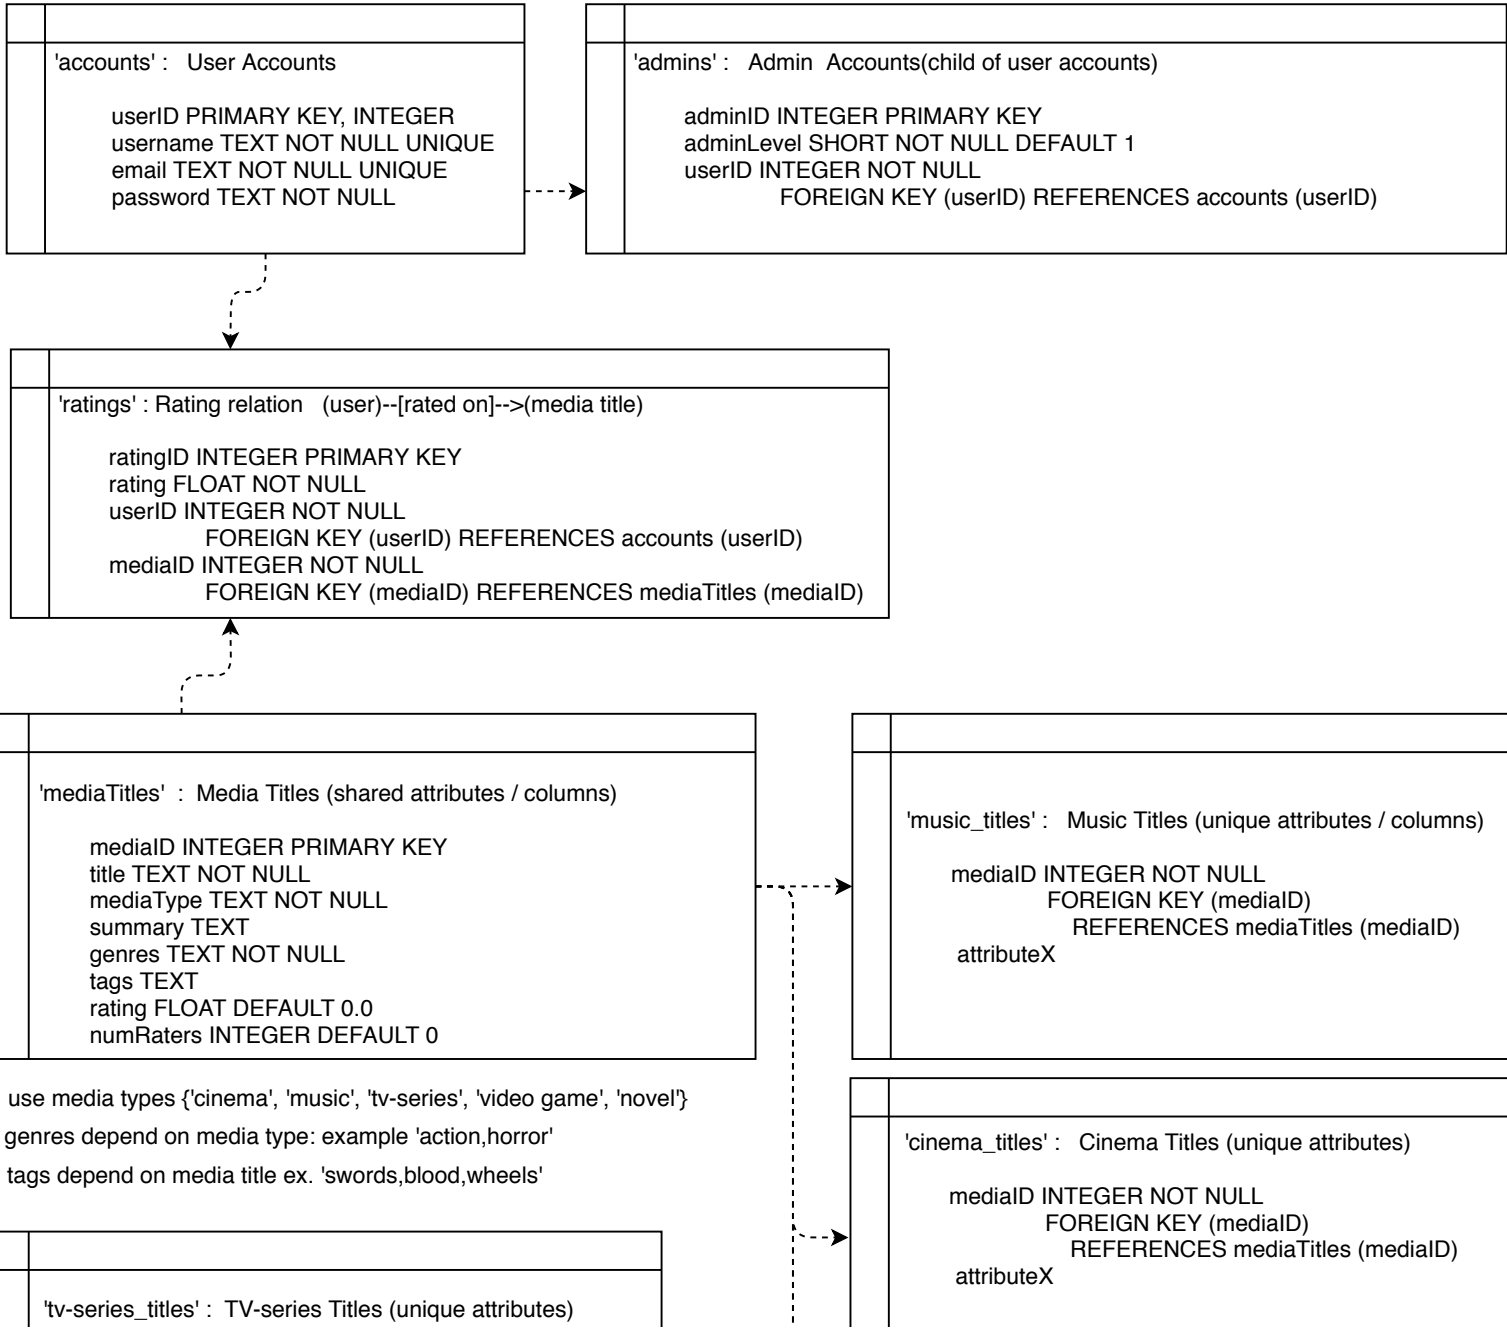 'accounts' :   User Accounts
userID PRIMARY KEY, INTEGER
username TEXT NOT NULL UNIQUE
email TEXT NOT NULL UNIQUE
password TEXT NOT NULL
'admins' :   Admin  Accounts(child of user accounts)
adminID INTEGER PRIMARY KEY
adminLevel SHORT NOT NULL DEFAULT 1
userID INTEGER NOT NULL
FOREIGN KEY (userID) REFERENCES accounts (userID)
'ratings' : Rating relation   (user)--[rated on]-->(media title)
ratingID INTEGER PRIMARY KEY
rating FLOAT NOT NULL
userID INTEGER NOT NULL
FOREIGN KEY (userID) REFERENCES accounts (userID)
mediaID INTEGER NOT NULL
FOREIGN KEY (mediaID) REFERENCES mediaTitles (mediaID)
'mediaTitles'  :  Media Titles (shared attributes / columns)
mediaID INTEGER PRIMARY KEY
title TEXT NOT NULL
mediaType TEXT NOT NULL
summary TEXT
genres TEXT NOT NULL
tags TEXT
rating FLOAT DEFAULT 0.0
numRaters INTEGER DEFAULT 0
'music_titles' :   Music Titles (unique attributes / columns)
mediaID INTEGER NOT NULL
FOREIGN KEY (mediaID)
REFERENCES mediaTitles (mediaID)
attributeX
use media types {'cinema', 'music', 'tv-series', 'video game', 'novel'}
genres depend on media type: example 'action,horror'
tags depend on media title ex. 'swords,blood,wheels'
'cinema_titles' :   Cinema Titles (unique attributes)
mediaID INTEGER NOT NULL
FOREIGN KEY (mediaID)
REFERENCES mediaTitles (mediaID)
attributeX
'tv-series_titles' :  TV-series Titles (unique attributes)